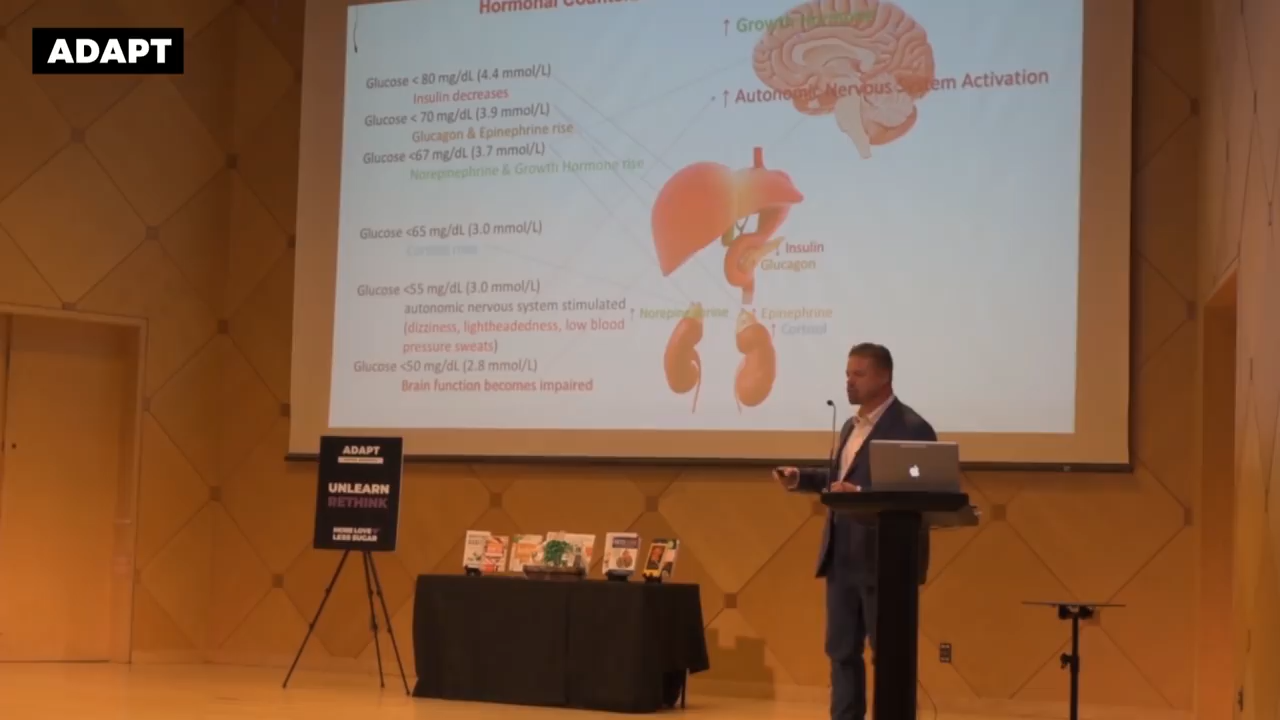 ADAPT
Hormonal
↑ Growth Hormone
Glucose < 80 mg/dL (4.4 mmol/L)
Insulin decreases
↑ Autonomic Nervous System Activation
Glucose < 70 mg/dL (3.9 mmol/L)
Glucagon & Epinephrine rise
Glucose <67 mg/dL (3.7 mmol/L)
Norepinephrine & Growth Hormone rise
Glucose <65 mg/dL (3.0 mmol/L)
↓ Insulin
Glucagon
Glucose <55 mg/dL (3.0 mmol/L)
autonomic nervous system stimulated
(dizziness, lightheadedness, low blood
pressure sweats)
↑ Norepinephrine
↑ Epinephrine
↑ Cortisol
Glucose <50 mg/dL (2.8 mmol/L)
Brain function becomes impaired
ADAPT
UNLEARN
RETHINK
MORE LOVE
LESS SUGAR